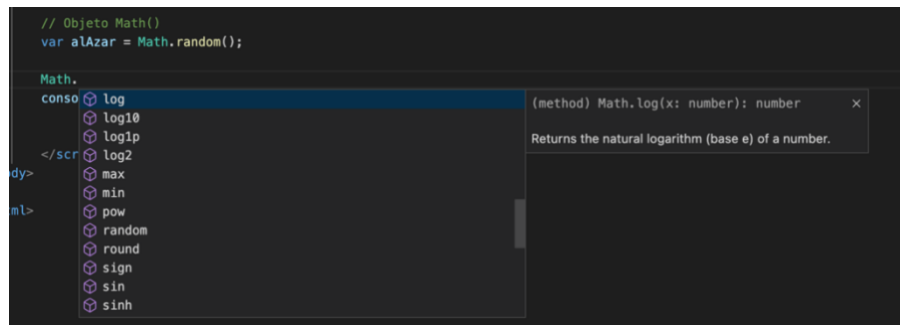 // Objeto Math()
var alAzar = Math.random();
Math.
conso
log
(method) Math.log(x: number): number ×
log10
log1p
Returns the natural logarithm (base e) of a number.
</scr
log2
dy>
max
min
ml>
pow
random
round
sign
sin
sinh